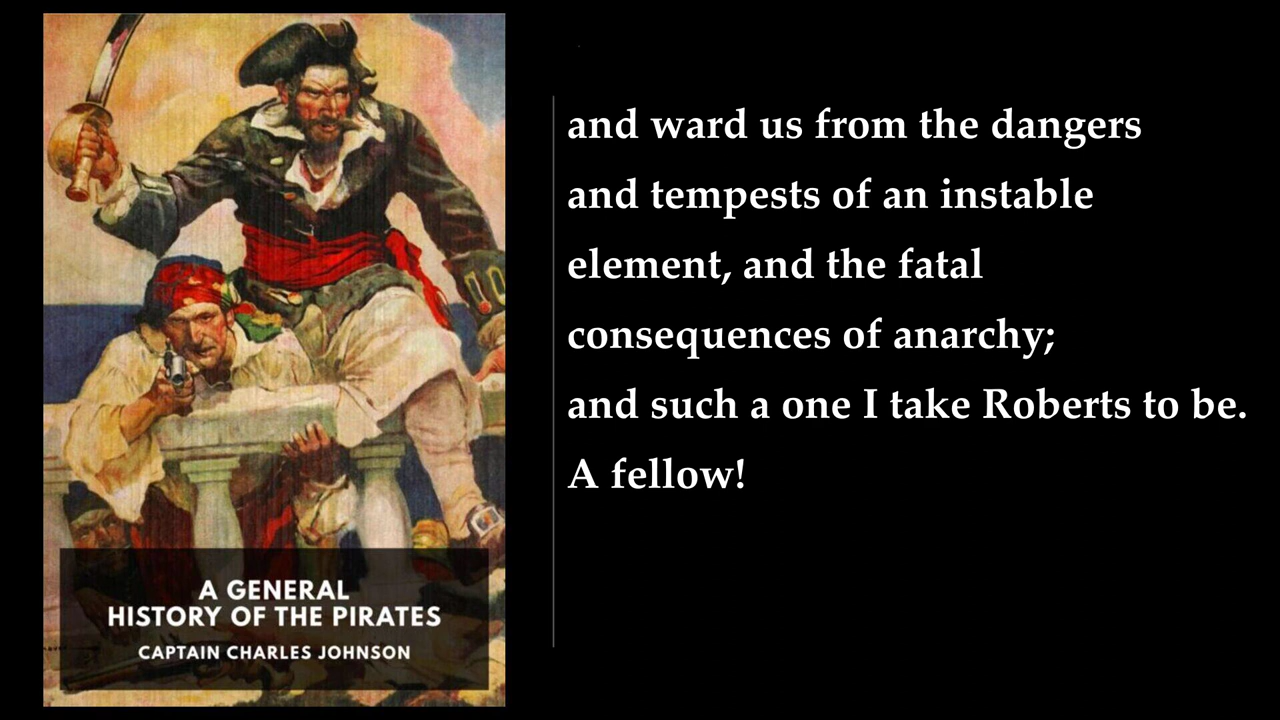 A GENERAL
HISTORY OF THE PIRATES
CAPTAIN CHARLES JOHNSON
and ward us from the dangers
and tempests of an instable
element, and the fatal
consequences of anarchy;
and such a one I take Roberts to be.
A fellow!